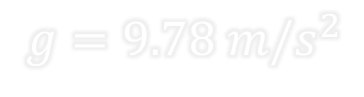 g = 9.78 m/s²